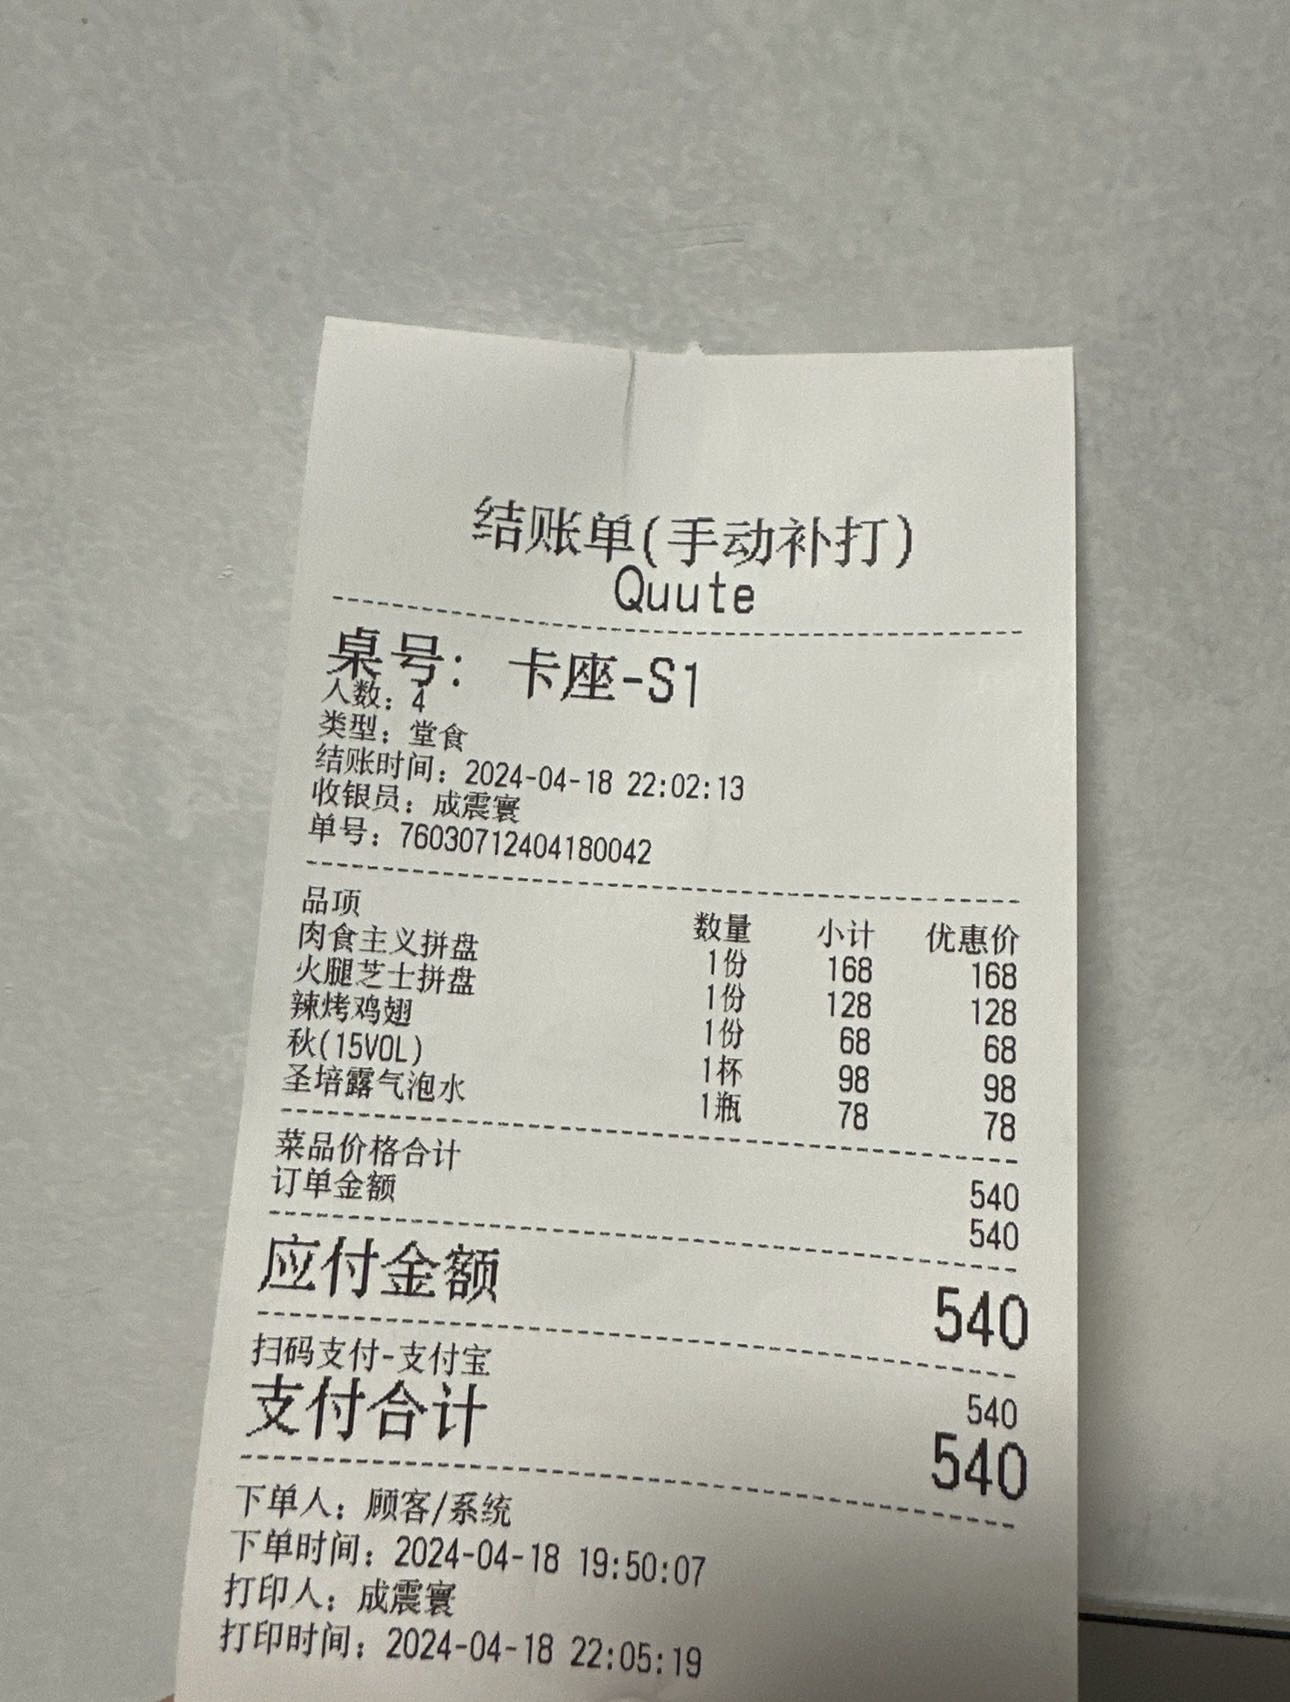 结账单(手动补打)
Quute
桌号: 卡座-S1
人数: 4
类型: 堂食
结账时间: 2024-04-18 22:02:13
收银员: 成震寰
单号: 76030712404180042
品项 数量 小计 优惠价
肉食主义拼盘 1份 168 168
火腿芝士拼盘 1份 128 128
辣烤鸡翅 1份 68 68
秋(15VOL) 1杯 98 98
圣培露气泡水 1瓶 78 78
菜品价格合计 540
订单金额 540
应付金额 540
扫码支付-支付宝 540
支付合计 540
下单人: 顾客/系统
下单时间: 2024-04-18 19:50:07
打印人: 成震寰
打印时间: 2024-04-18 22:05:19